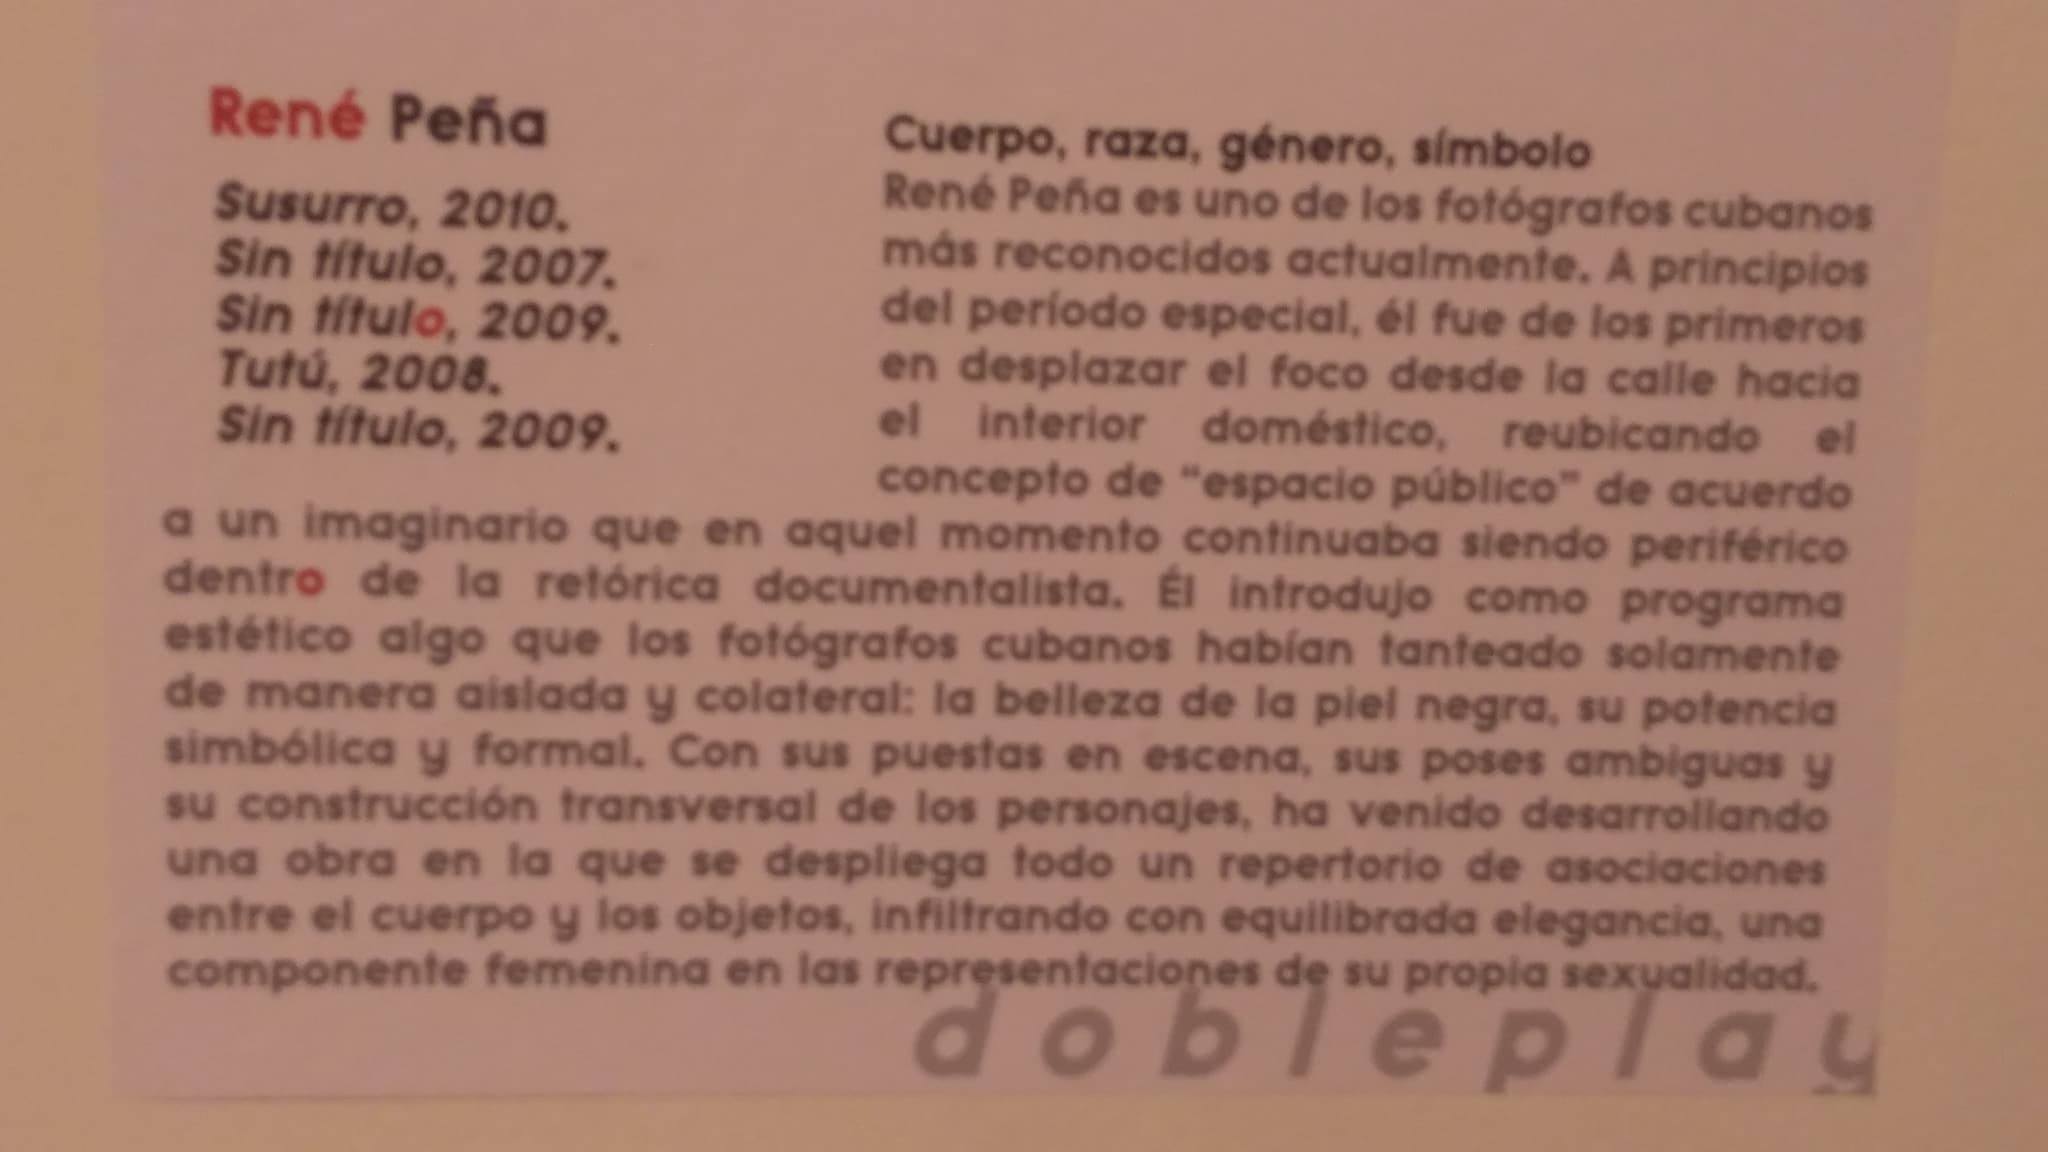 René Peña
Susurro, 2010.
Sin título, 2007.
Sin título, 2009.
Tutú, 2008.
Sin título, 2009.
Cuerpo, raza, género, símbolo
René Peña es uno de los fotógrafos cubanos
más reconocidos actualmente. A principios
del período especial, él fue de los primeros
en desplazar el foco desde la calle hacia
el interior doméstico, reubicando el
concepto de “espacio público” de acuerdo
a un imaginario que en aquel momento continuaba siendo periférico
dentro de la retórica documentalista. Él introdujo como programa
estético algo que los fotógrafos cubanos habían tanteado solamente
de manera aislada y colateral: la belleza de la piel negra, su potencia
simbólica y formal. Con sus puestas en escena, sus poses ambiguas y
su construcción transversal de los personajes, ha venido desarrollando
una obra en la que se despliega todo un repertorio de asociaciones
entre el cuerpo y los objetos, infiltrando con equilibrada elegancia, una
componente femenina en las representaciones de su propia sexualidad.
dobleplay